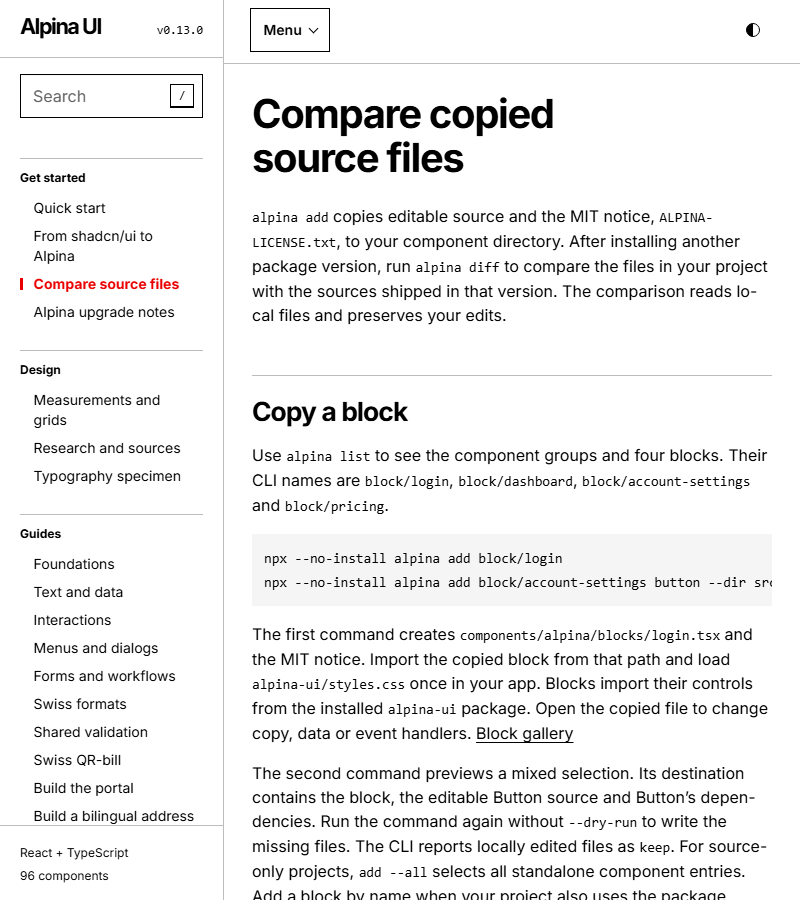 Alpina UI
v0.13.0
Search
/
Get started
Quick start
From shadcn/ui to
Alpina
Compare source files
Alpina upgrade notes
Design
Measurements and
grids
Research and sources
Typography specimen
Guides
Foundations
Text and data
Interactions
Menus and dialogs
Forms and workflows
Swiss formats
Shared validation
Swiss QR-bill
Build the portal
Build a bilingual address
React + TypeScript
96 components
Menu
Compare copied
source files
alpina add copies editable source and the MIT notice, ALPINA-
LICENSE.txt, to your component directory. After installing another
package version, run alpina diff to compare the files in your project
with the sources shipped in that version. The comparison reads lo-
cal files and preserves your edits.
Copy a block
Use alpina list to see the component groups and four blocks. Their
CLI names are block/login, block/dashboard, block/account-settings
and block/pricing.
npx --no-install alpina add block/login
npx --no-install alpina add block/account-settings button --dir src
The first command creates components/alpina/blocks/login.tsx and
the MIT notice. Import the copied block from that path and load
alpina-ui/styles.css once in your app. Blocks import their controls
from the installed alpina-ui package. Open the copied file to change
copy, data or event handlers. Block gallery
The second command previews a mixed selection. Its destination
contains the block, the editable Button source and Button’s depen-
dencies. Run the command again without --dry-run to write the
missing files. The CLI reports locally edited files as keep. For source-
only projects, add --all selects all standalone component entries.
Add a block by name when your project also uses the package